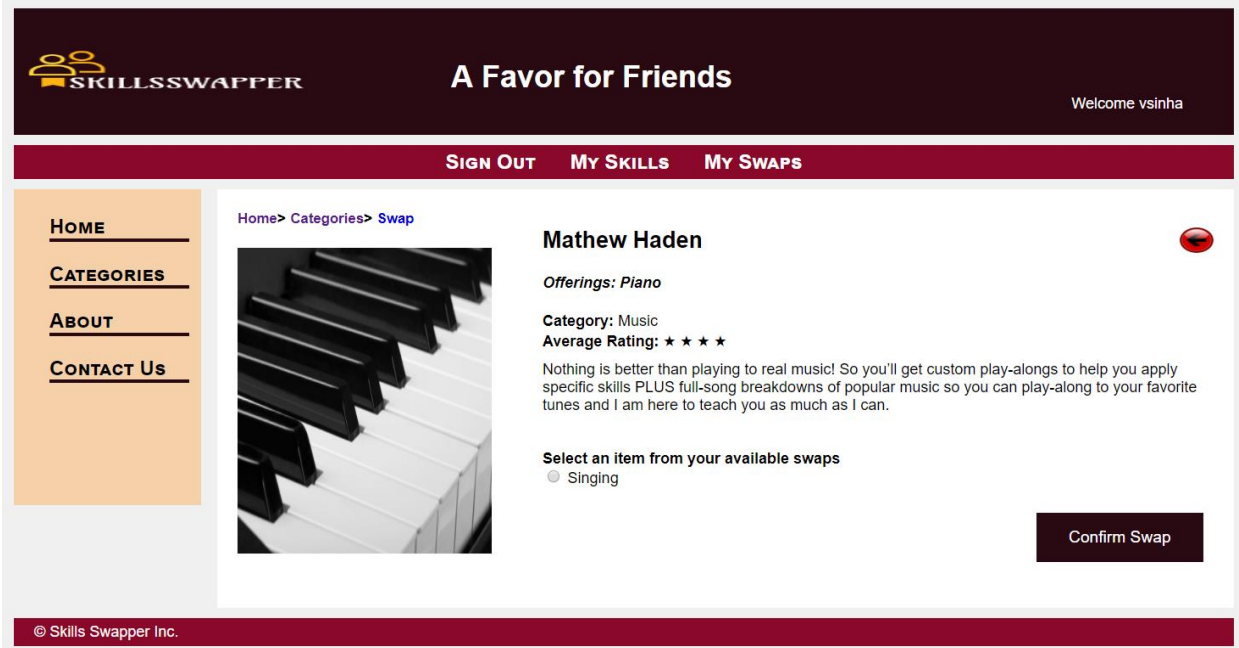 SKILLSSWAPPER
A Favor for Friends
Welcome vsinha
SIGN OUT MY SKILLS MY SWAPS
HOME
CATEGORIES
ABOUT
CONTACT US
Home> Categories> Swap
Mathew Haden
Offerings: Piano
Category: Music
Average Rating: ★ ★ ★ ★
Nothing is better than playing to real music! So you'll get custom play-alongs to help you apply
specific skills PLUS full-song breakdowns of popular music so you can play-along to your favorite
tunes and I am here to teach you as much as I can.
Select an item from your available swaps
Singing
Confirm Swap
© Skills Swapper Inc.